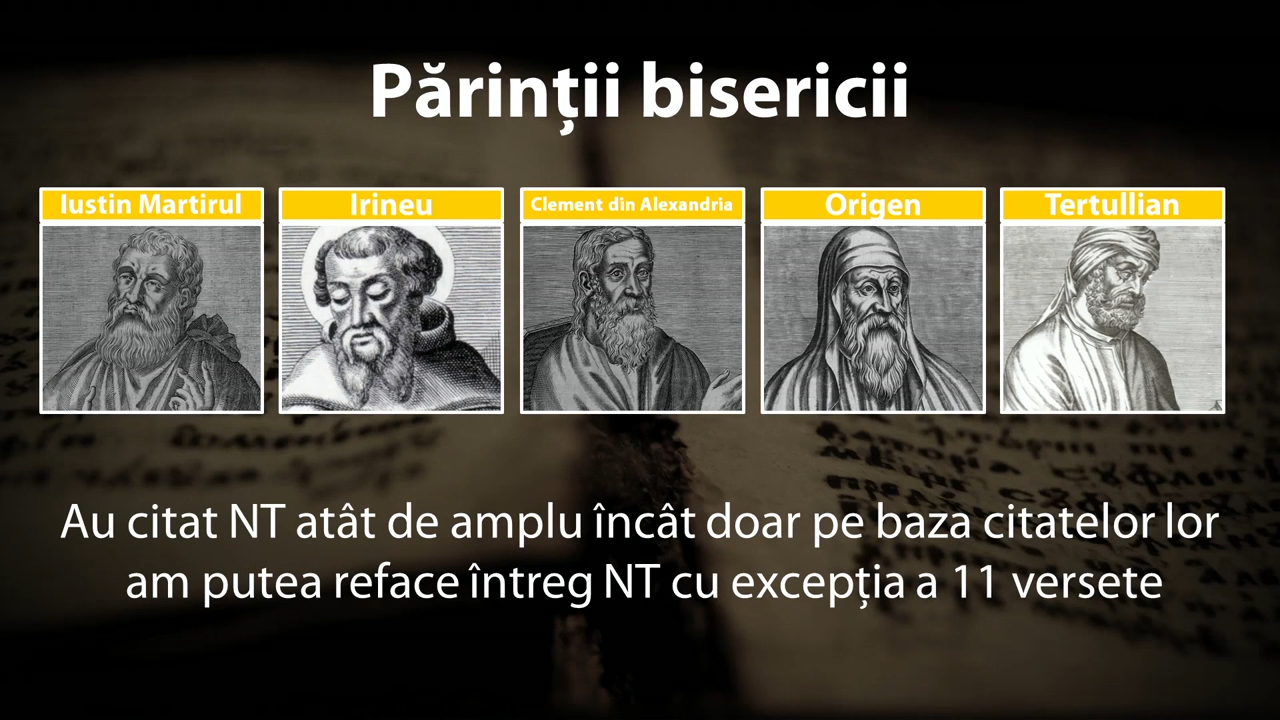 Părinții bisericii
Iustin Martirul
Irineu
Clement din Alexandria
Origen
Tertullian
Au citat NT atât de amplu încât doar pe baza citatelor lor
am putea reface întreg NT cu excepția a 11 versete